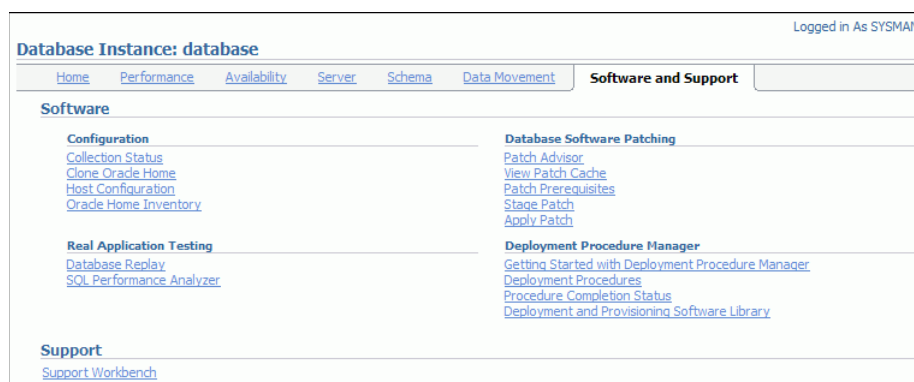 Logged in As SYSMAN
Database Instance: database
Home Performance Availability Server Schema Data Movement Software and Support
Software
Configuration
Collection Status
Clone Oracle Home
Host Configuration
Oracle Home Inventory
Database Software Patching
Patch Advisor
View Patch Cache
Patch Prerequisites
Stage Patch
Apply Patch
Real Application Testing
Database Replay
SQL Performance Analyzer
Deployment Procedure Manager
Getting Started with Deployment Procedure Manager
Deployment Procedures
Procedure Completion Status
Deployment and Provisioning Software Library
Support
Support Workbench